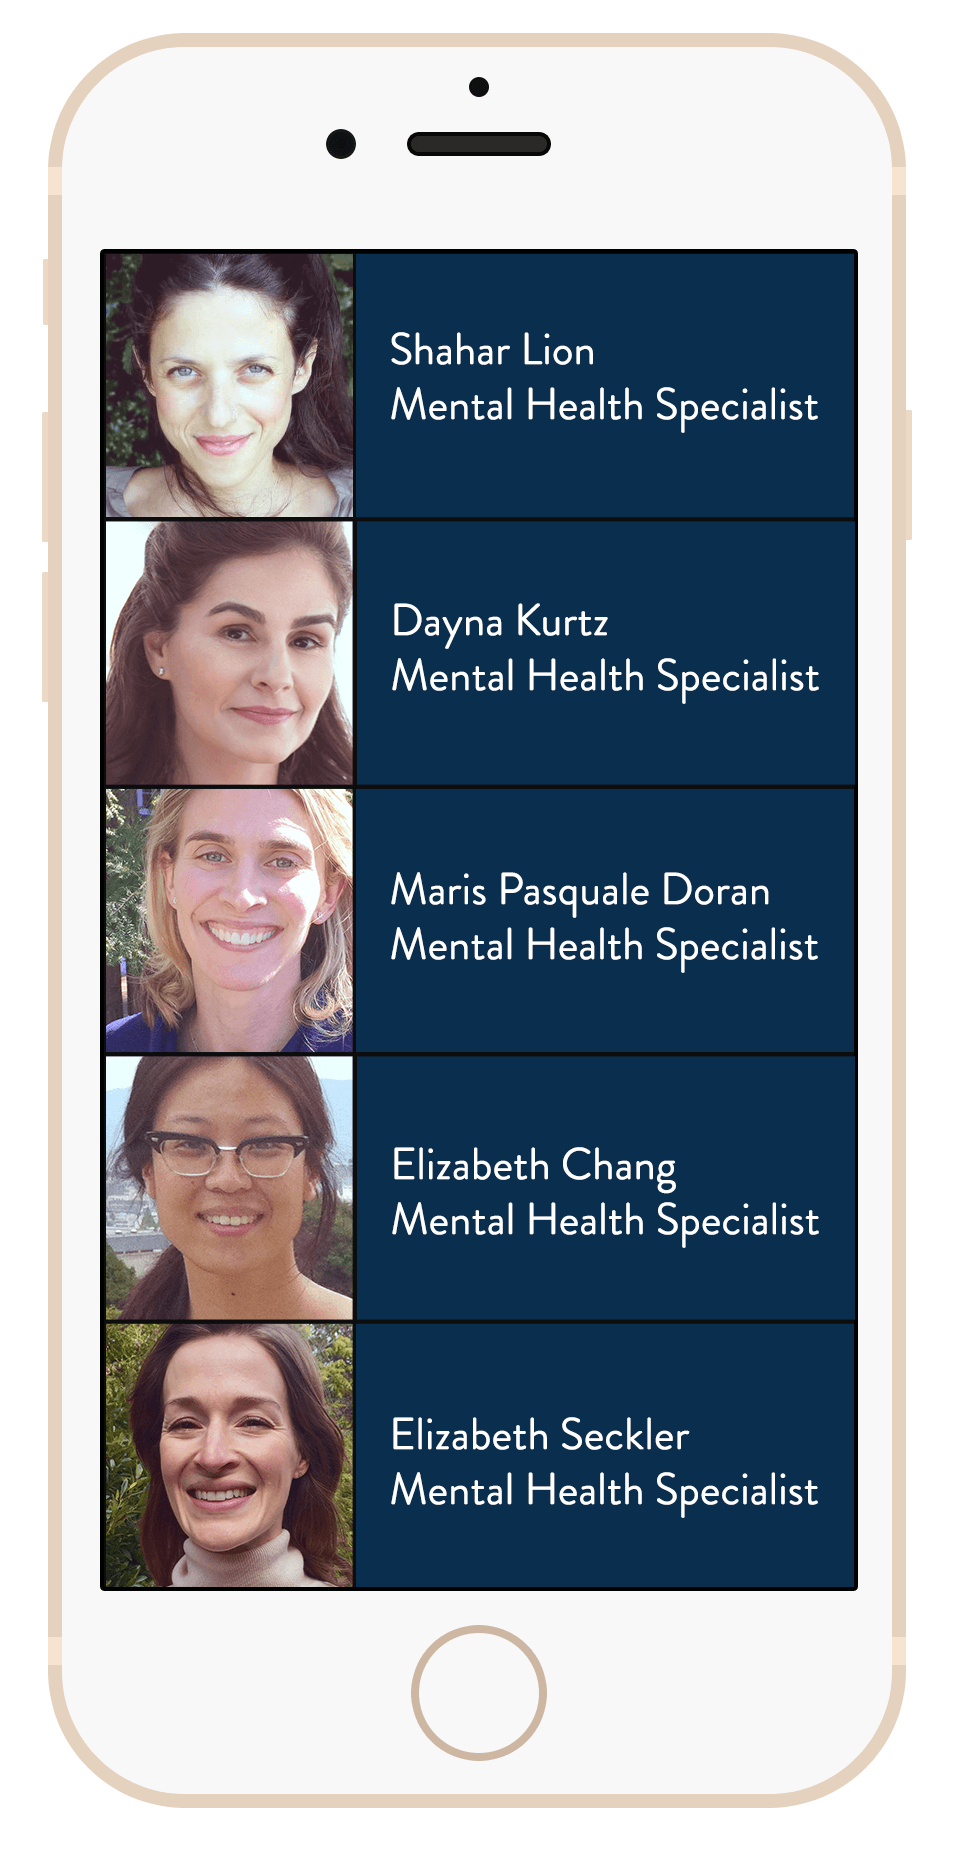 Shahar Lion
Mental Health Specialist
Dayna Kurtz
Mental Health Specialist
Maris Pasquale Doran
Mental Health Specialist
Elizabeth Chang
Mental Health Specialist
Elizabeth Seckler
Mental Health Specialist